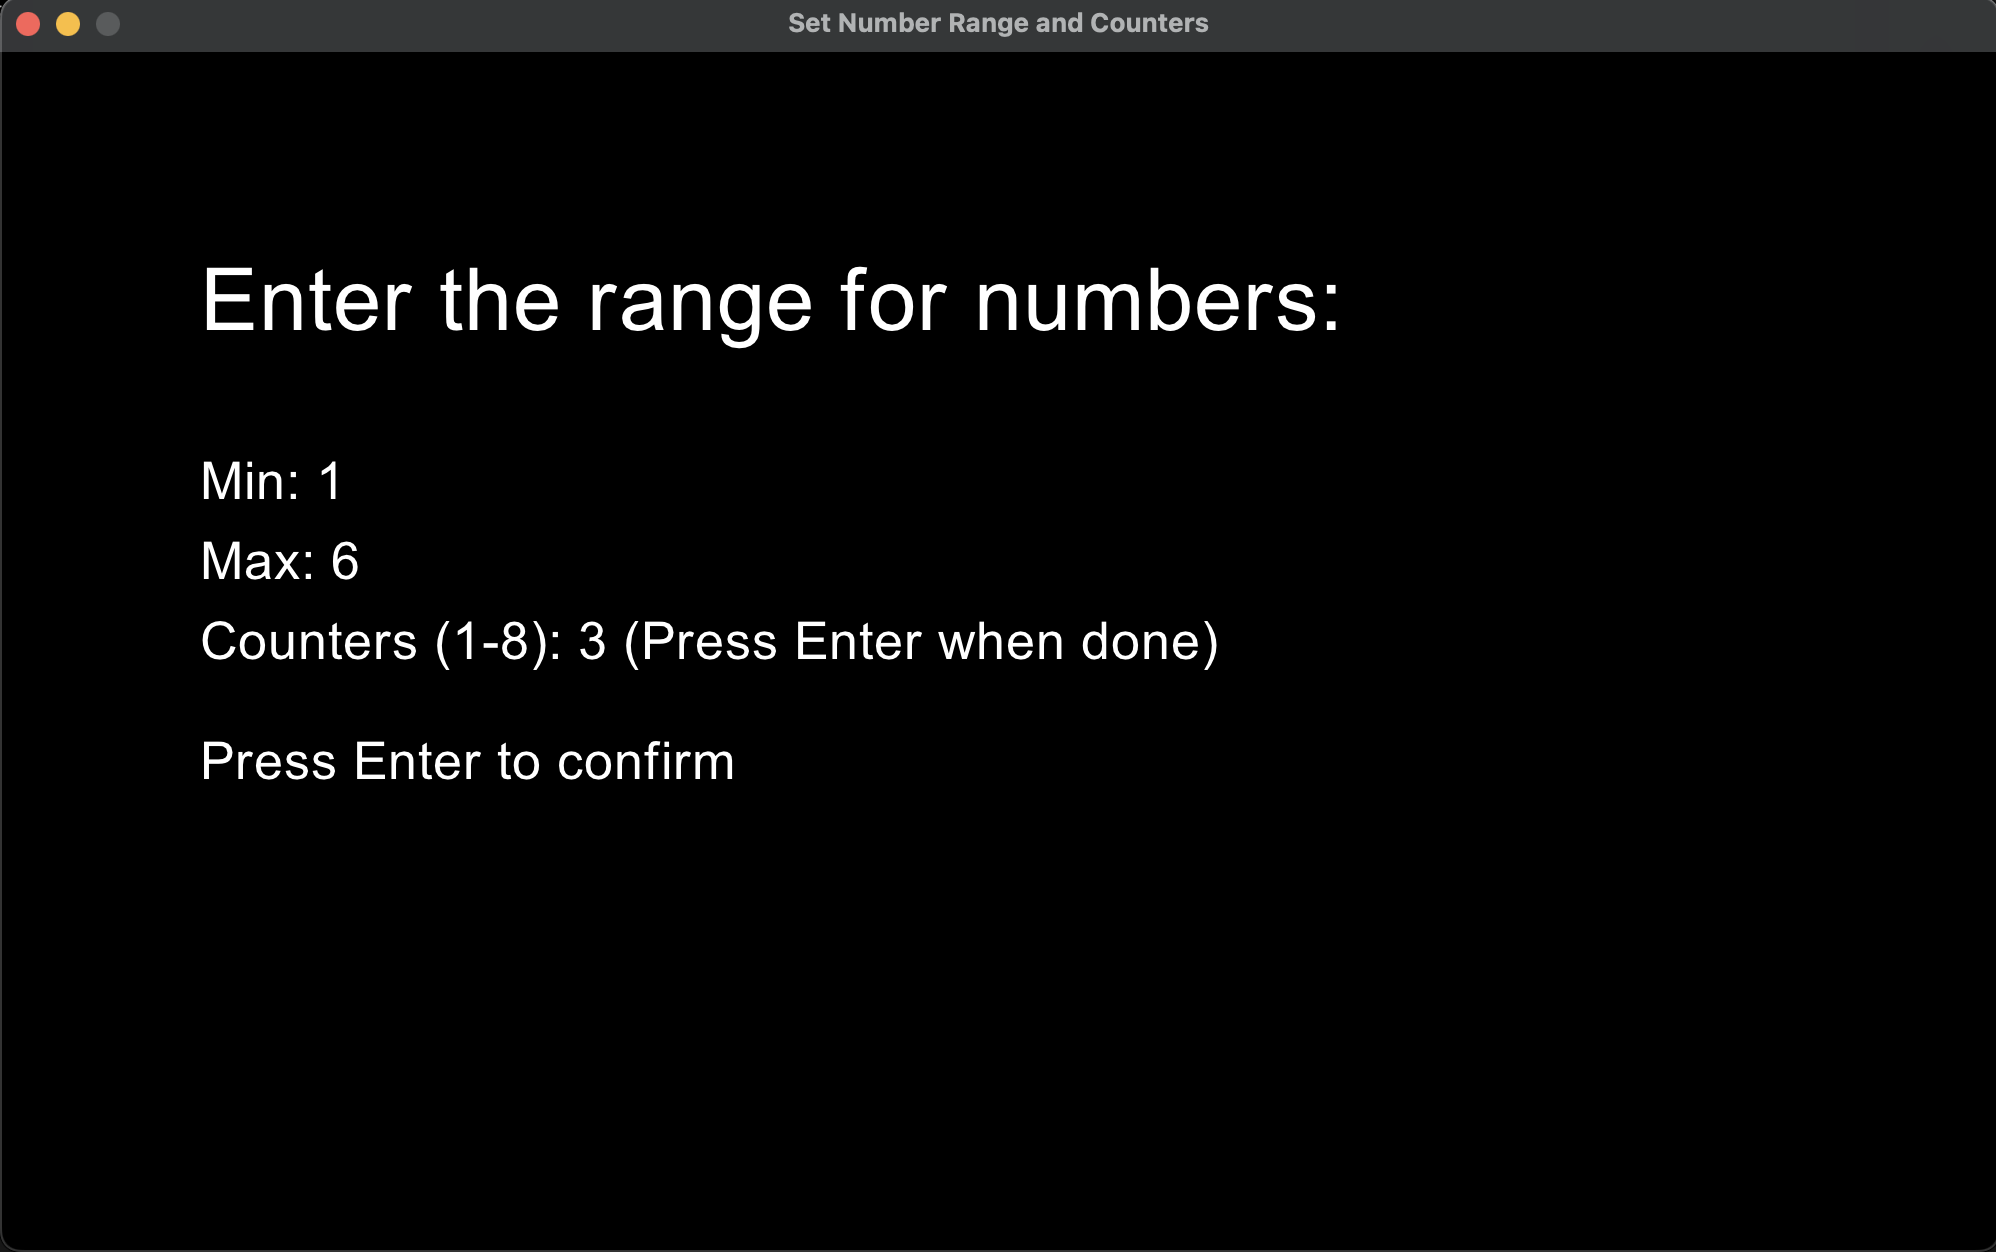 Set Number Range and Counters
Enter the range for numbers:
Min: 1
Max: 6
Counters (1-8): 3 (Press Enter when done)
Press Enter to confirm